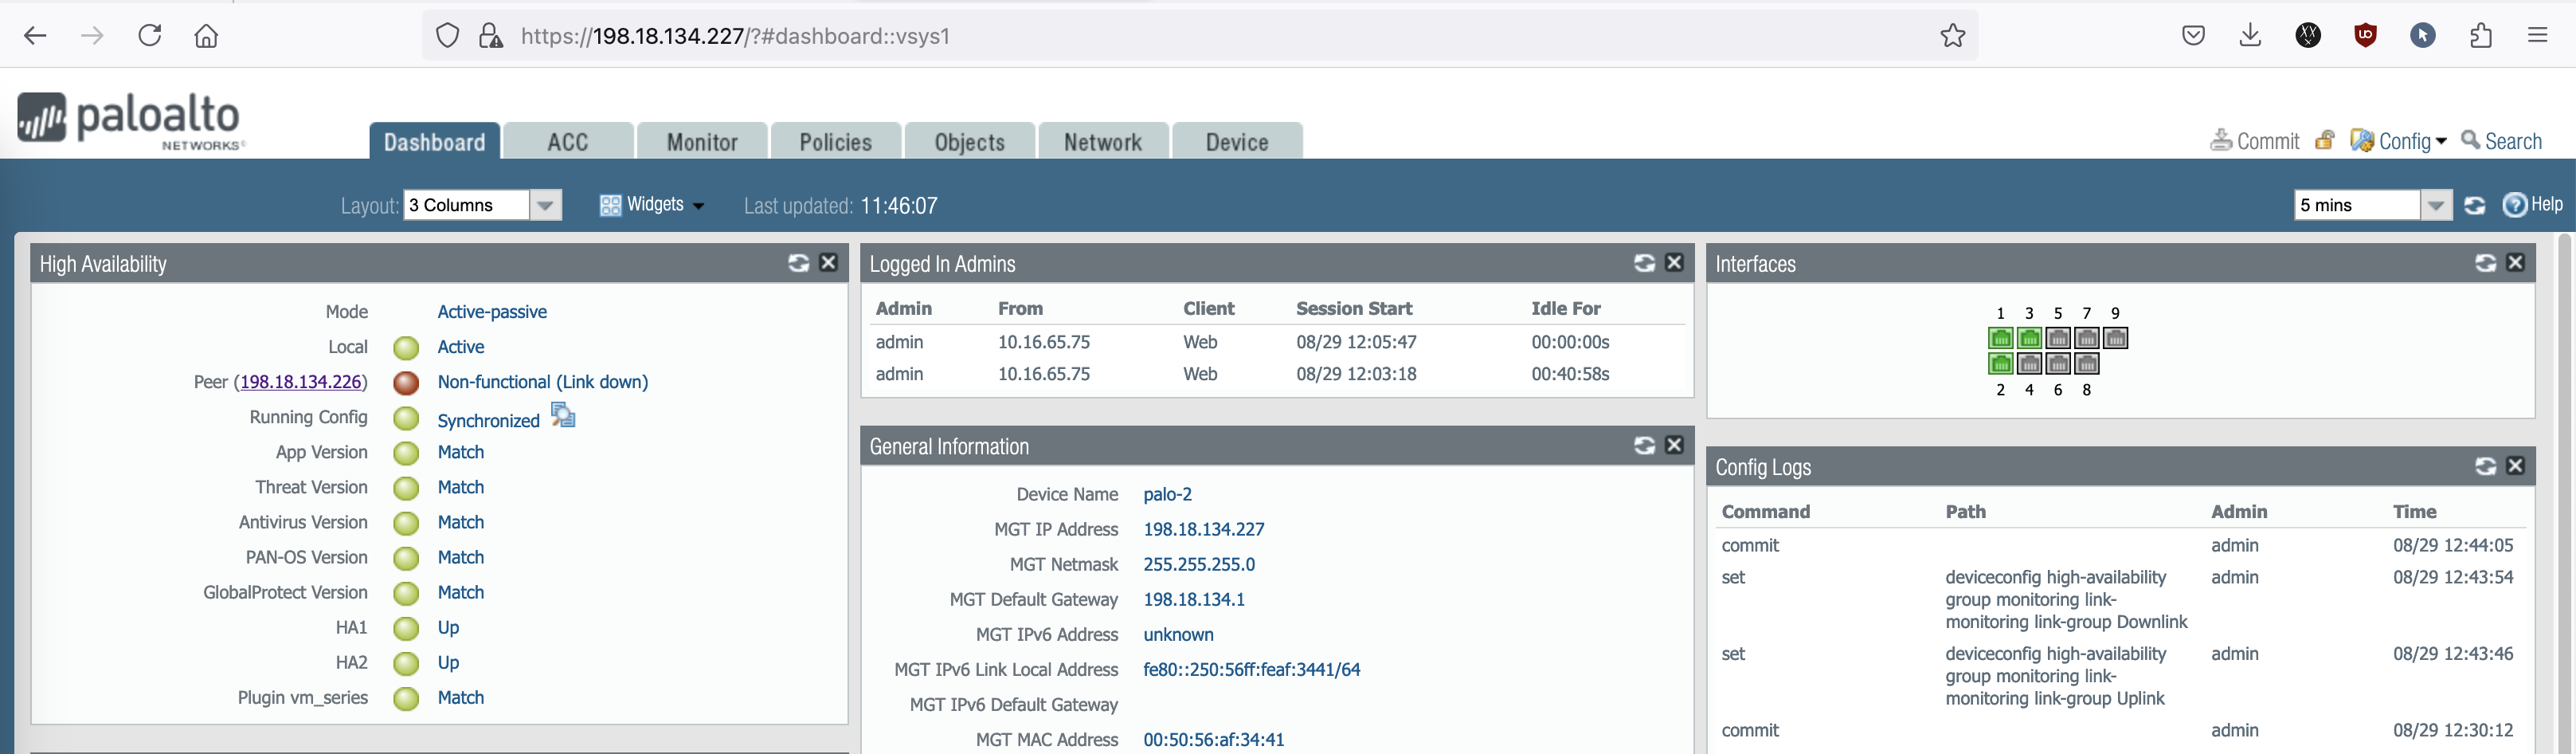 https://198.18.134.227/?#dashboard::vsys1
paloalto
NETWORKS®
Dashboard
ACC
Monitor
Policies
Objects
Network
Device
Commit
Config
Search
Layout: 3 Columns
Widgets
Last updated: 11:46:07
5 mins
Help
High Availability
Mode Active-passive
Local Active
Peer (198.18.134.226) Non-functional (Link down)
Running Config Synchronized
App Version Match
Threat Version Match
Antivirus Version Match
PAN-OS Version Match
GlobalProtect Version Match
HA1 Up
HA2 Up
Plugin vm_series Match
Logged In Admins
Admin From Client Session Start Idle For
admin 10.16.65.75 Web 08/29 12:05:47 00:00:00s
admin 10.16.65.75 Web 08/29 12:03:18 00:40:58s
General Information
Device Name palo-2
MGT IP Address 198.18.134.227
MGT Netmask 255.255.255.0
MGT Default Gateway 198.18.134.1
MGT IPv6 Address unknown
MGT IPv6 Link Local Address fe80::250:56ff:feaf:3441/64
MGT IPv6 Default Gateway
MGT MAC Address 00:50:56:af:34:41
Interfaces
1 3 5 7 9
2 4 6 8
Config Logs
Command Path Admin Time
commit admin 08/29 12:44:05
set deviceconfig high-availability admin 08/29 12:43:54
group monitoring link-
monitoring link-group Downlink
set deviceconfig high-availability admin 08/29 12:43:46
group monitoring link-
monitoring link-group Uplink
commit admin 08/29 12:30:12